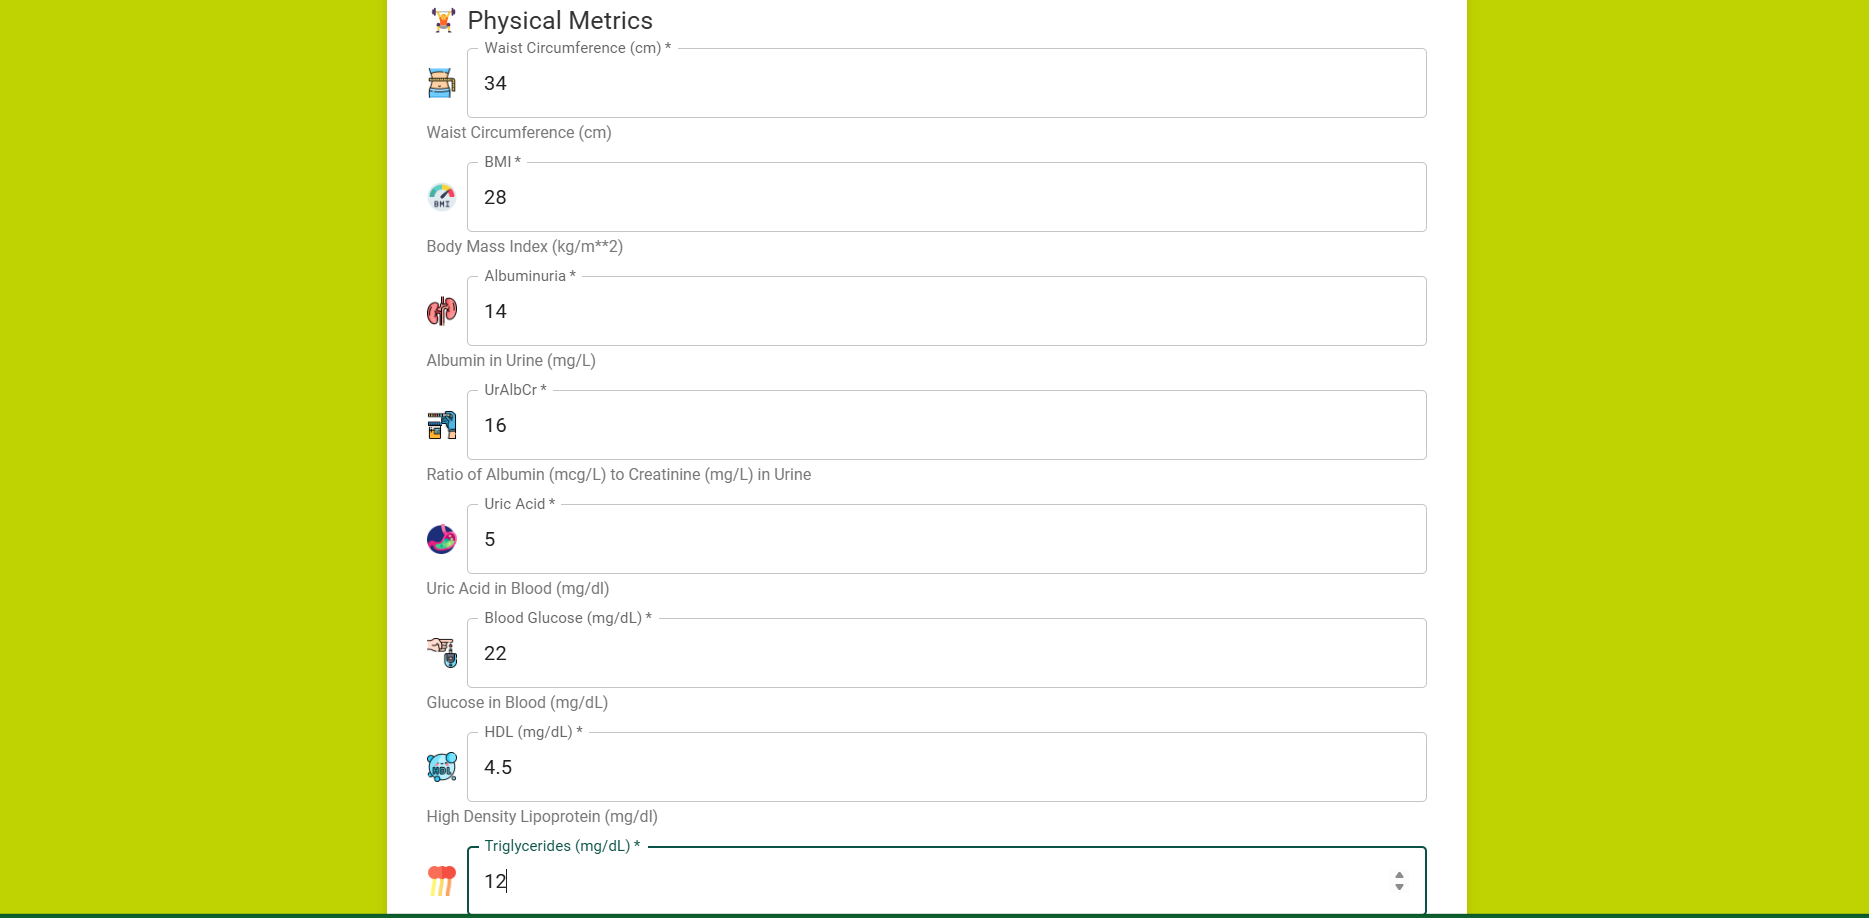 Physical Metrics
Waist Circumference (cm) *
34
Waist Circumference (cm)
BMI *
28
BMI
Body Mass Index (kg/m**2)
Albuminuria *
14
Albumin in Urine (mg/L)
UrAlbCr *
16
Ratio of Albumin (mcg/L) to Creatinine (mg/L) in Urine
Uric Acid *
5
Uric Acid in Blood (mg/dl)
Blood Glucose (mg/dL) *
22
Glucose in Blood (mg/dL)
HDL (mg/dL) *
4.5
HDL
High Density Lipoprotein (mg/dl)
Triglycerides (mg/dL) *
12